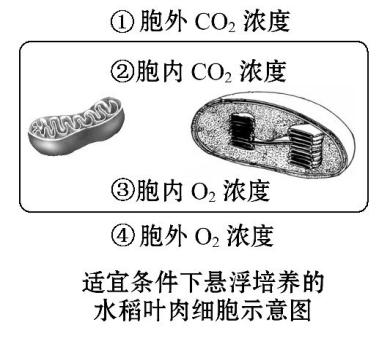 ①胞外 CO₂ 浓度
②胞内 CO₂ 浓度
③胞内 O₂ 浓度
④胞外 O₂ 浓度
适宜条件下悬浮培养的
水稻叶肉细胞示意图